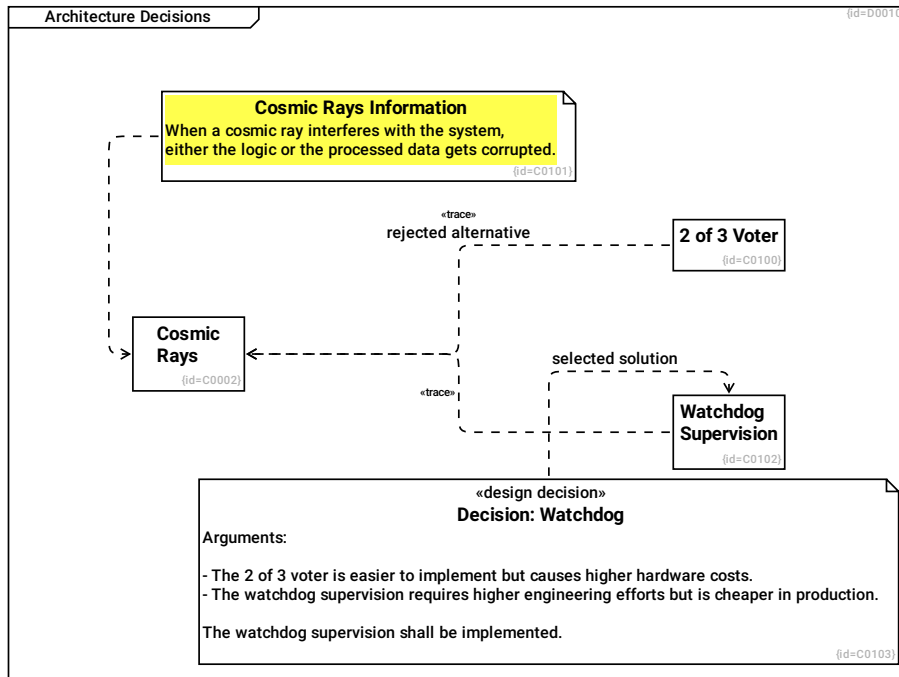 Architecture Decisions
{id=D0010
Cosmic Rays Information
When a cosmic ray interferes with the system,
either the logic or the processed data gets corrupted.
{id=C0101}
«trace»
rejected alternative
2 of 3 Voter
{id=C0100}
Cosmic
Rays
{id=C0002}
selected solution
«trace»
Watchdog
Supervision
{id=C0102}
«design decision»
Decision: Watchdog
Arguments:
- The 2 of 3 voter is easier to implement but causes higher hardware costs.
- The watchdog supervision requires higher engineering efforts but is cheaper in production.
The watchdog supervision shall be implemented.
{id=C0103}